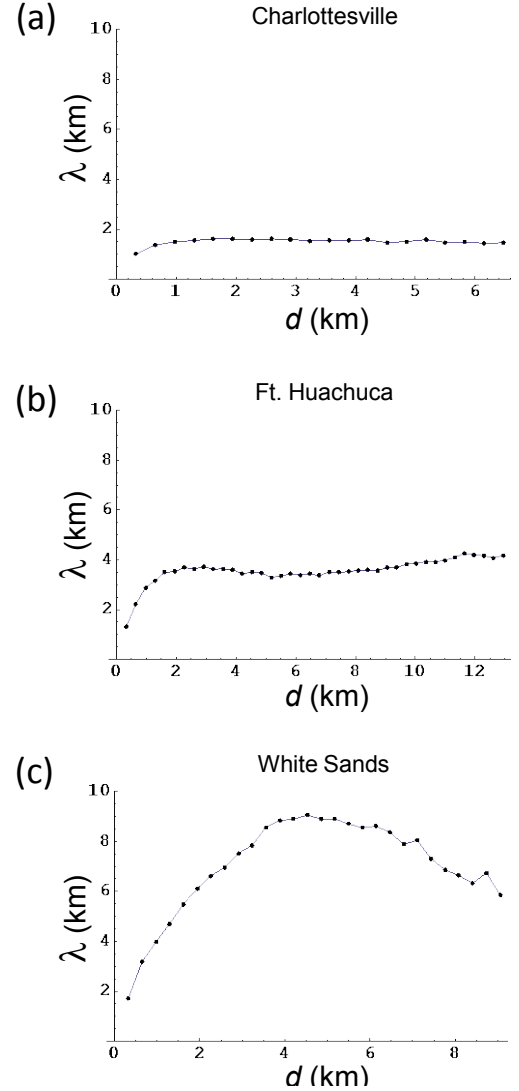 (a)
Charlottesville
10
8
6
4
2
λ (km)
0 1 2 3 4 5 6
d (km)
(b)
Ft. Huachuca
10
8
6
4
2
λ (km)
0 2 4 6 8 10 12
d (km)
(c)
White Sands
10
8
6
4
2
λ (km)
0 2 4 6 8
d (km)